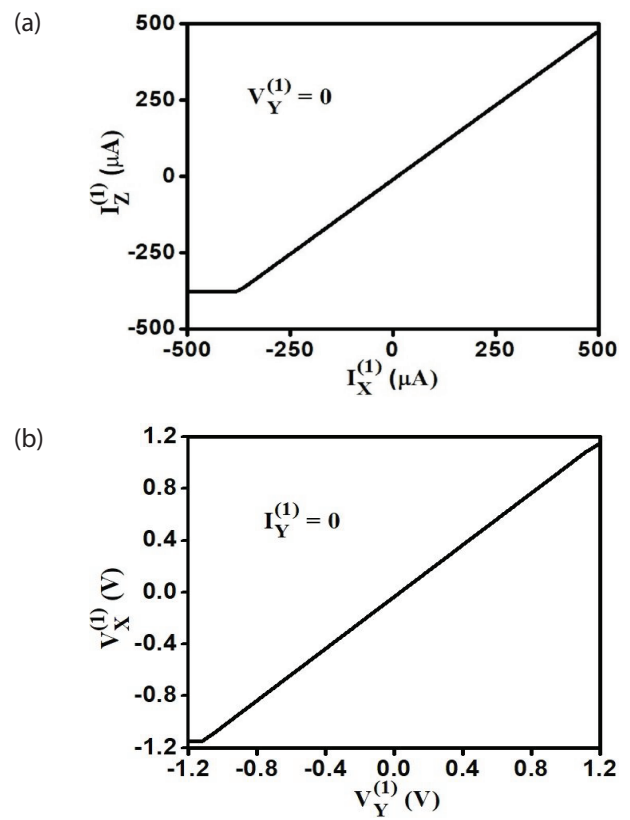 (a)
500
250
0
-250
-500
-500 -250 0 250 500
V_Y^(1) = 0
I_Z^(1) (μA)
I_X^(1) (μA)
(b)
1.2
0.8
0.4
0.0
-0.4
-0.8
-1.2
-1.2 -0.8 -0.4 0.0 0.4 0.8 1.2
I_Y^(1) = 0
V_X^(1) (V)
V_Y^(1) (V)